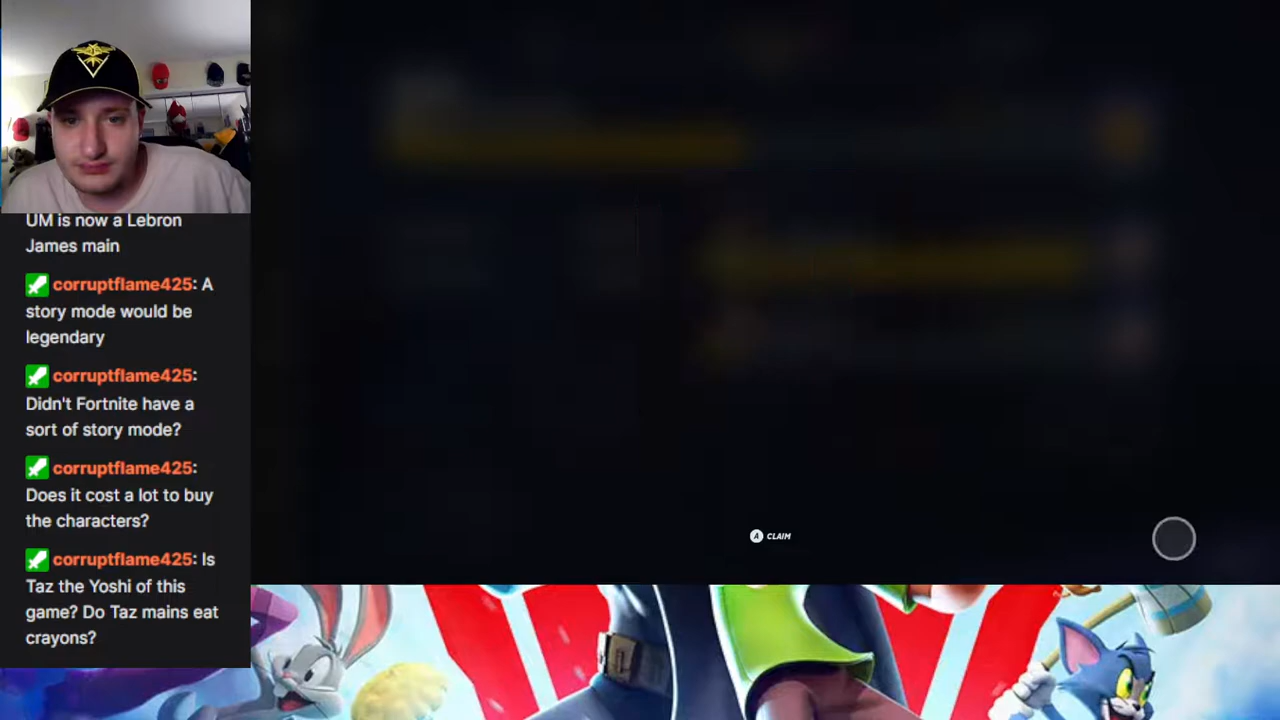 UM is now a Lebron
James main
corruptflame425: A
story mode would be
legendary
corruptflame425:
Didn't Fortnite have a
sort of story mode?
corruptflame425:
Does it cost a lot to buy
the characters?
corruptflame425: Is
Taz the Yoshi of this
game? Do Taz mains eat
crayons?
A CLAIM